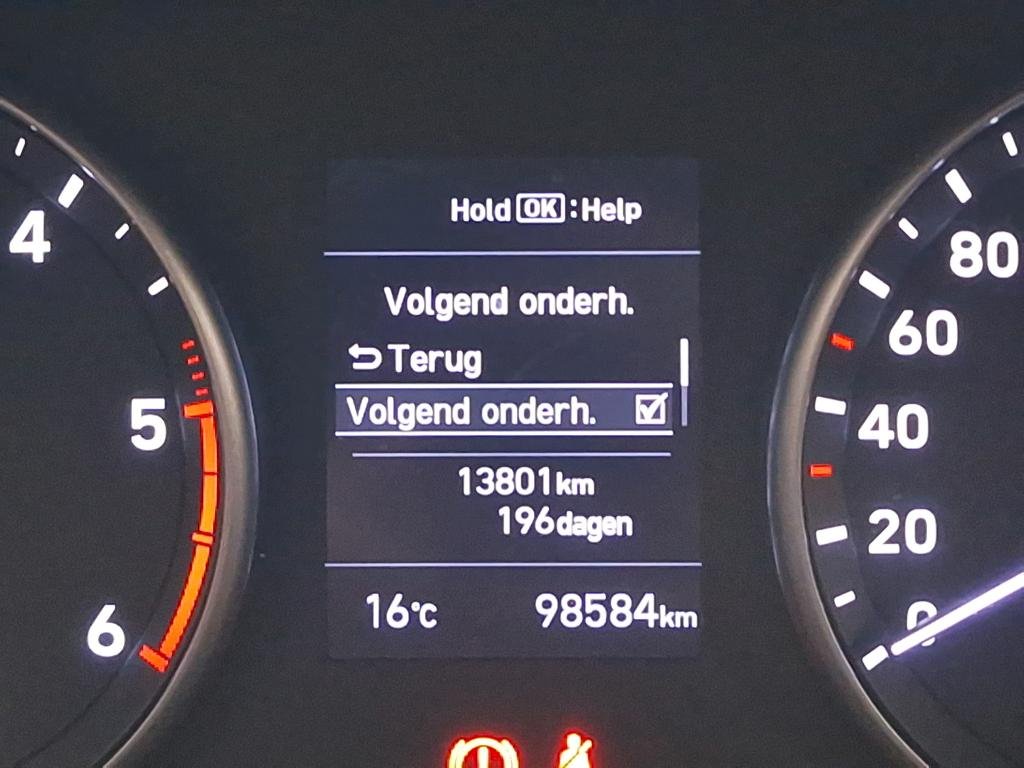 Hold OK : Help
Volgend onderh.
Terug
Volgend onderh.
13801km
196dagen
16°C 98584km
4
5
6
80
60
40
20
0